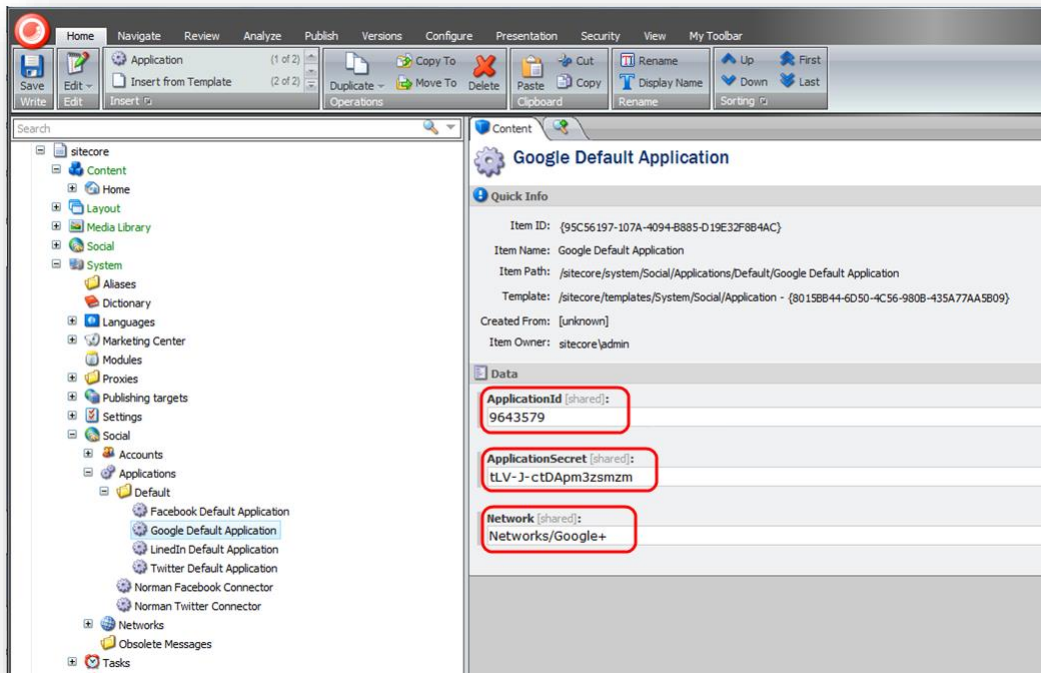 Home Navigate Review Analyze Publish Versions Configure Presentation Security View My Toolbar
Save Edit Application (1 of 2) Duplicate Copy To Delete Paste Cut Rename Up First
Insert from Template (2 of 2) Move To Copy Display Name Down Last
Write Edit Insert Operations Clipboard Rename Sorting
Search
sitecore
Content
Home
Layout
Media Library
Social
System
Aliases
Dictionary
Languages
Marketing Center
Modules
Proxies
Publishing targets
Settings
Social
Accounts
Applications
Default
Facebook Default Application
Google Default Application
LinedIn Default Application
Twitter Default Application
Norman Facebook Connector
Norman Twitter Connector
Networks
Obsolete Messages
Tasks
Content
Google Default Application
Quick Info
Item ID: {95C56197-107A-4094-B885-D19E32F8B4AC}
Item Name: Google Default Application
Item Path: /sitecore/system/Social/Applications/Default/Google Default Application
Template: /sitecore/templates/System/Social/Application - {8015BB44-6D50-4C56-980B-435A77AA5B09}
Created From: [unknown]
Item Owner: sitecore\admin
Data
ApplicationId [shared]:
9643579
ApplicationSecret [shared]:
tLV-J-ctDApm3zsmzm
Network [shared]:
Networks/Google+